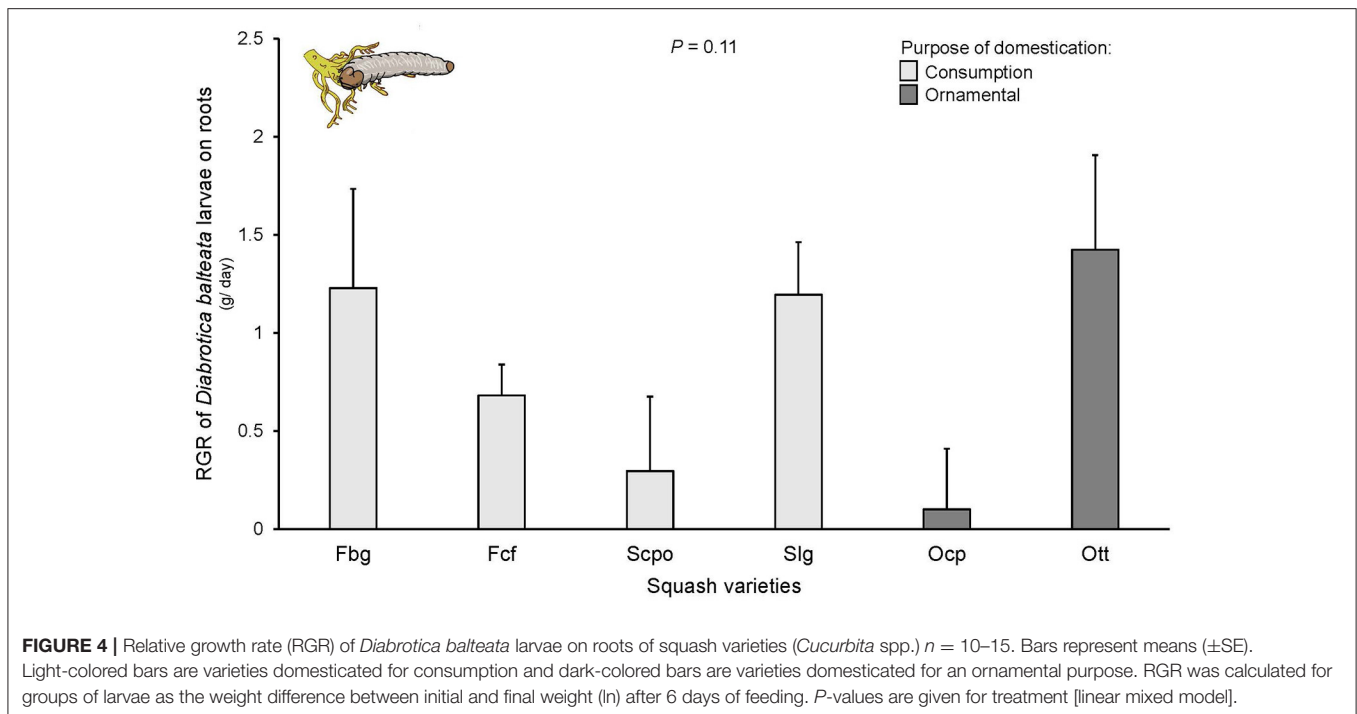 2.5
P = 0.11
Purpose of domestication:
Consumption
Ornamental
2
1.5
1
0.5
0
RGR of Diabrotica balteata larvae on roots
(g/ day)
Fbg Fcf Scpo Slg Ocp Ott
Squash varieties
FIGURE 4 | Relative growth rate (RGR) of Diabrotica balteata larvae on roots of squash varieties (Cucurbita spp.) n = 10–15. Bars represent means (±SE).
Light-colored bars are varieties domesticated for consumption and dark-colored bars are varieties domesticated for an ornamental purpose. RGR was calculated for
groups of larvae as the weight difference between initial and final weight (ln) after 6 days of feeding. P-values are given for treatment [linear mixed model].